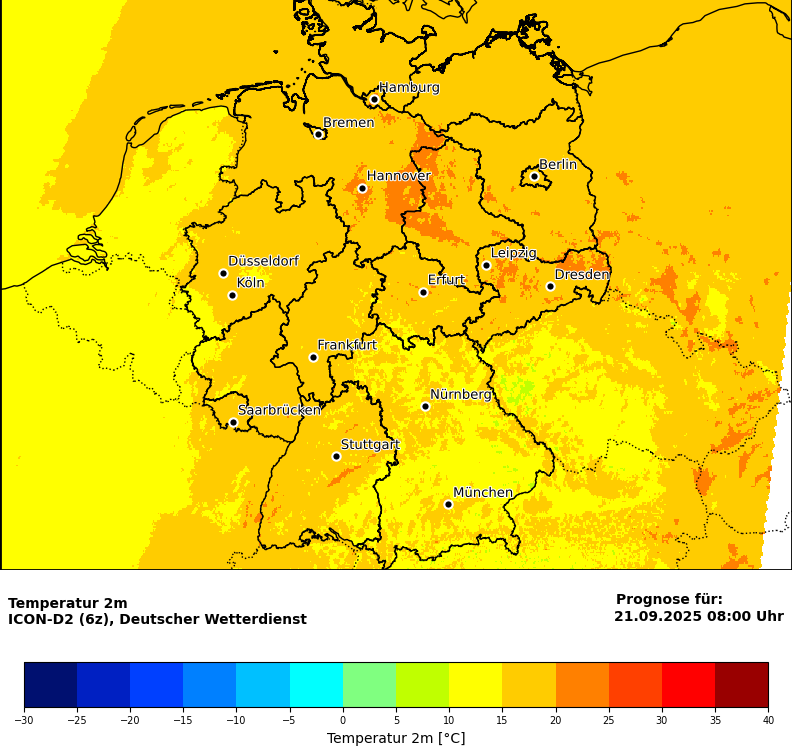 Hamburg
Bremen
Berlin
Hannover
Leipzig
Düsseldorf
Dresden
Köln
Erfurt
Frankfurt
Nürnberg
Saarbrücken
Stuttgart
München
Temperatur 2m
ICON-D2 (6z), Deutscher Wetterdienst
Prognose für:
21.09.2025 08:00 Uhr
−30 −25 −20 −15 −10 −5 0 5 10 15 20 25 30 35 40
Temperatur 2m [°C]